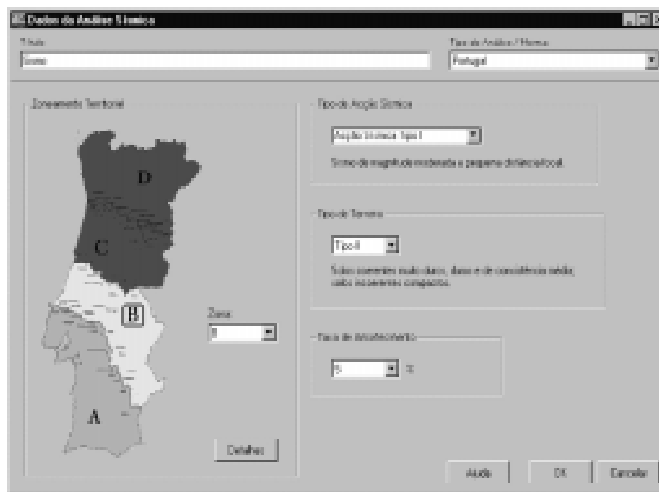 Dados da Análise Sísmica
Título
Sismo
Tipo de Análise / Norma
Portugal
Zoneamento Territorial
D
C
B
A
Zona:
B
Detalhes
Tipo de Acção Sísmica
Acção Sísmica Tipo I
Sismo de magnitude moderada a pequena distância focal.
Tipo de Terreno
Tipo II
Solos coerentes muito duros, duros e de consistência média;
solos incoerentes compactos.
Taxa de amortecimento
5 %
Ajuda
OK
Cancelar